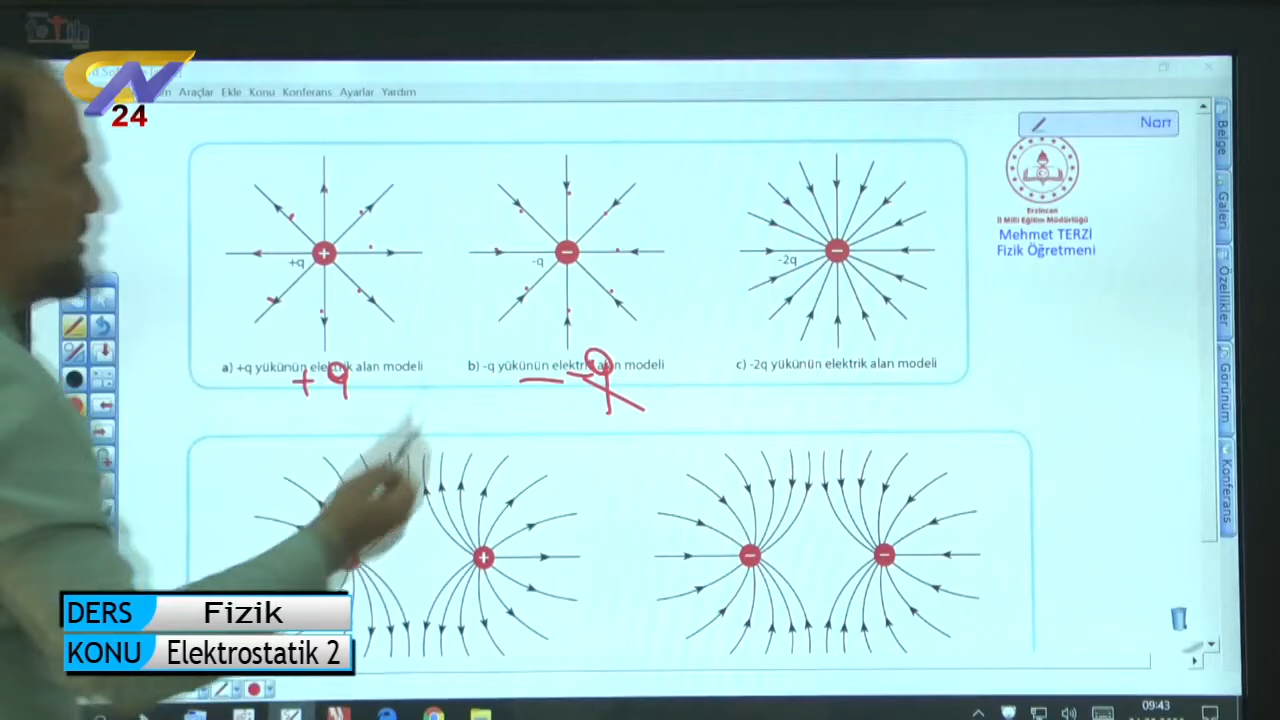 24
Araçlar Ekle Konu Konferans Ayarlar Yardım
Erzincan
İl Milli Eğitim Müdürlüğü
Mehmet TERZİ
Fizik Öğretmeni
Belge
Galeri
Özellikler
Görünüm
Konferans
+
+q
−
-q
−
-2q
a) +q yükünün elektrik alan modeli
b) -q yükünün elektrik alan modeli
c) -2q yükünün elektrik alan modeli
+ q
− q
+
−
−
DERS Fizik
KONU Elektrostatik 2
09:43